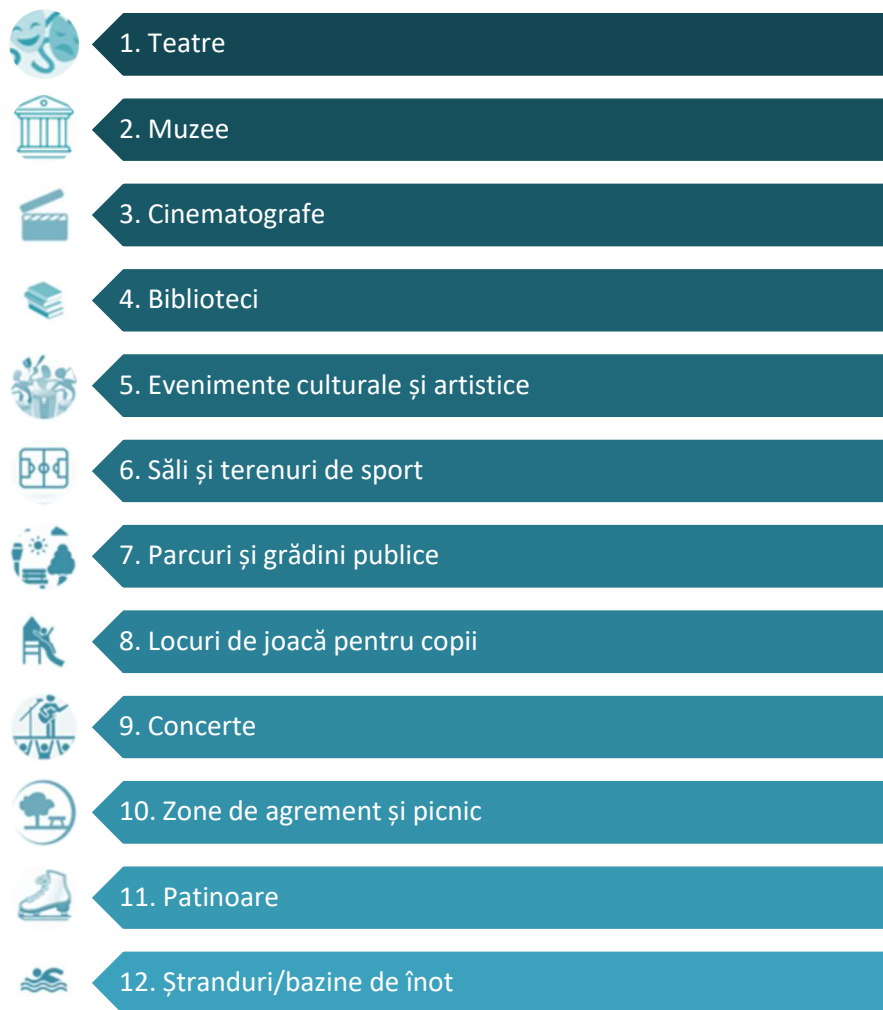 1. Teatre
2. Muzee
3. Cinematografe
4. Biblioteci
5. Evenimente culturale și artistice
6. Săli și terenuri de sport
7. Parcuri și grădini publice
8. Locuri de joacă pentru copii
9. Concerte
10. Zone de agrement și picnic
11. Patinoare
12. Ștranduri/bazine de înot